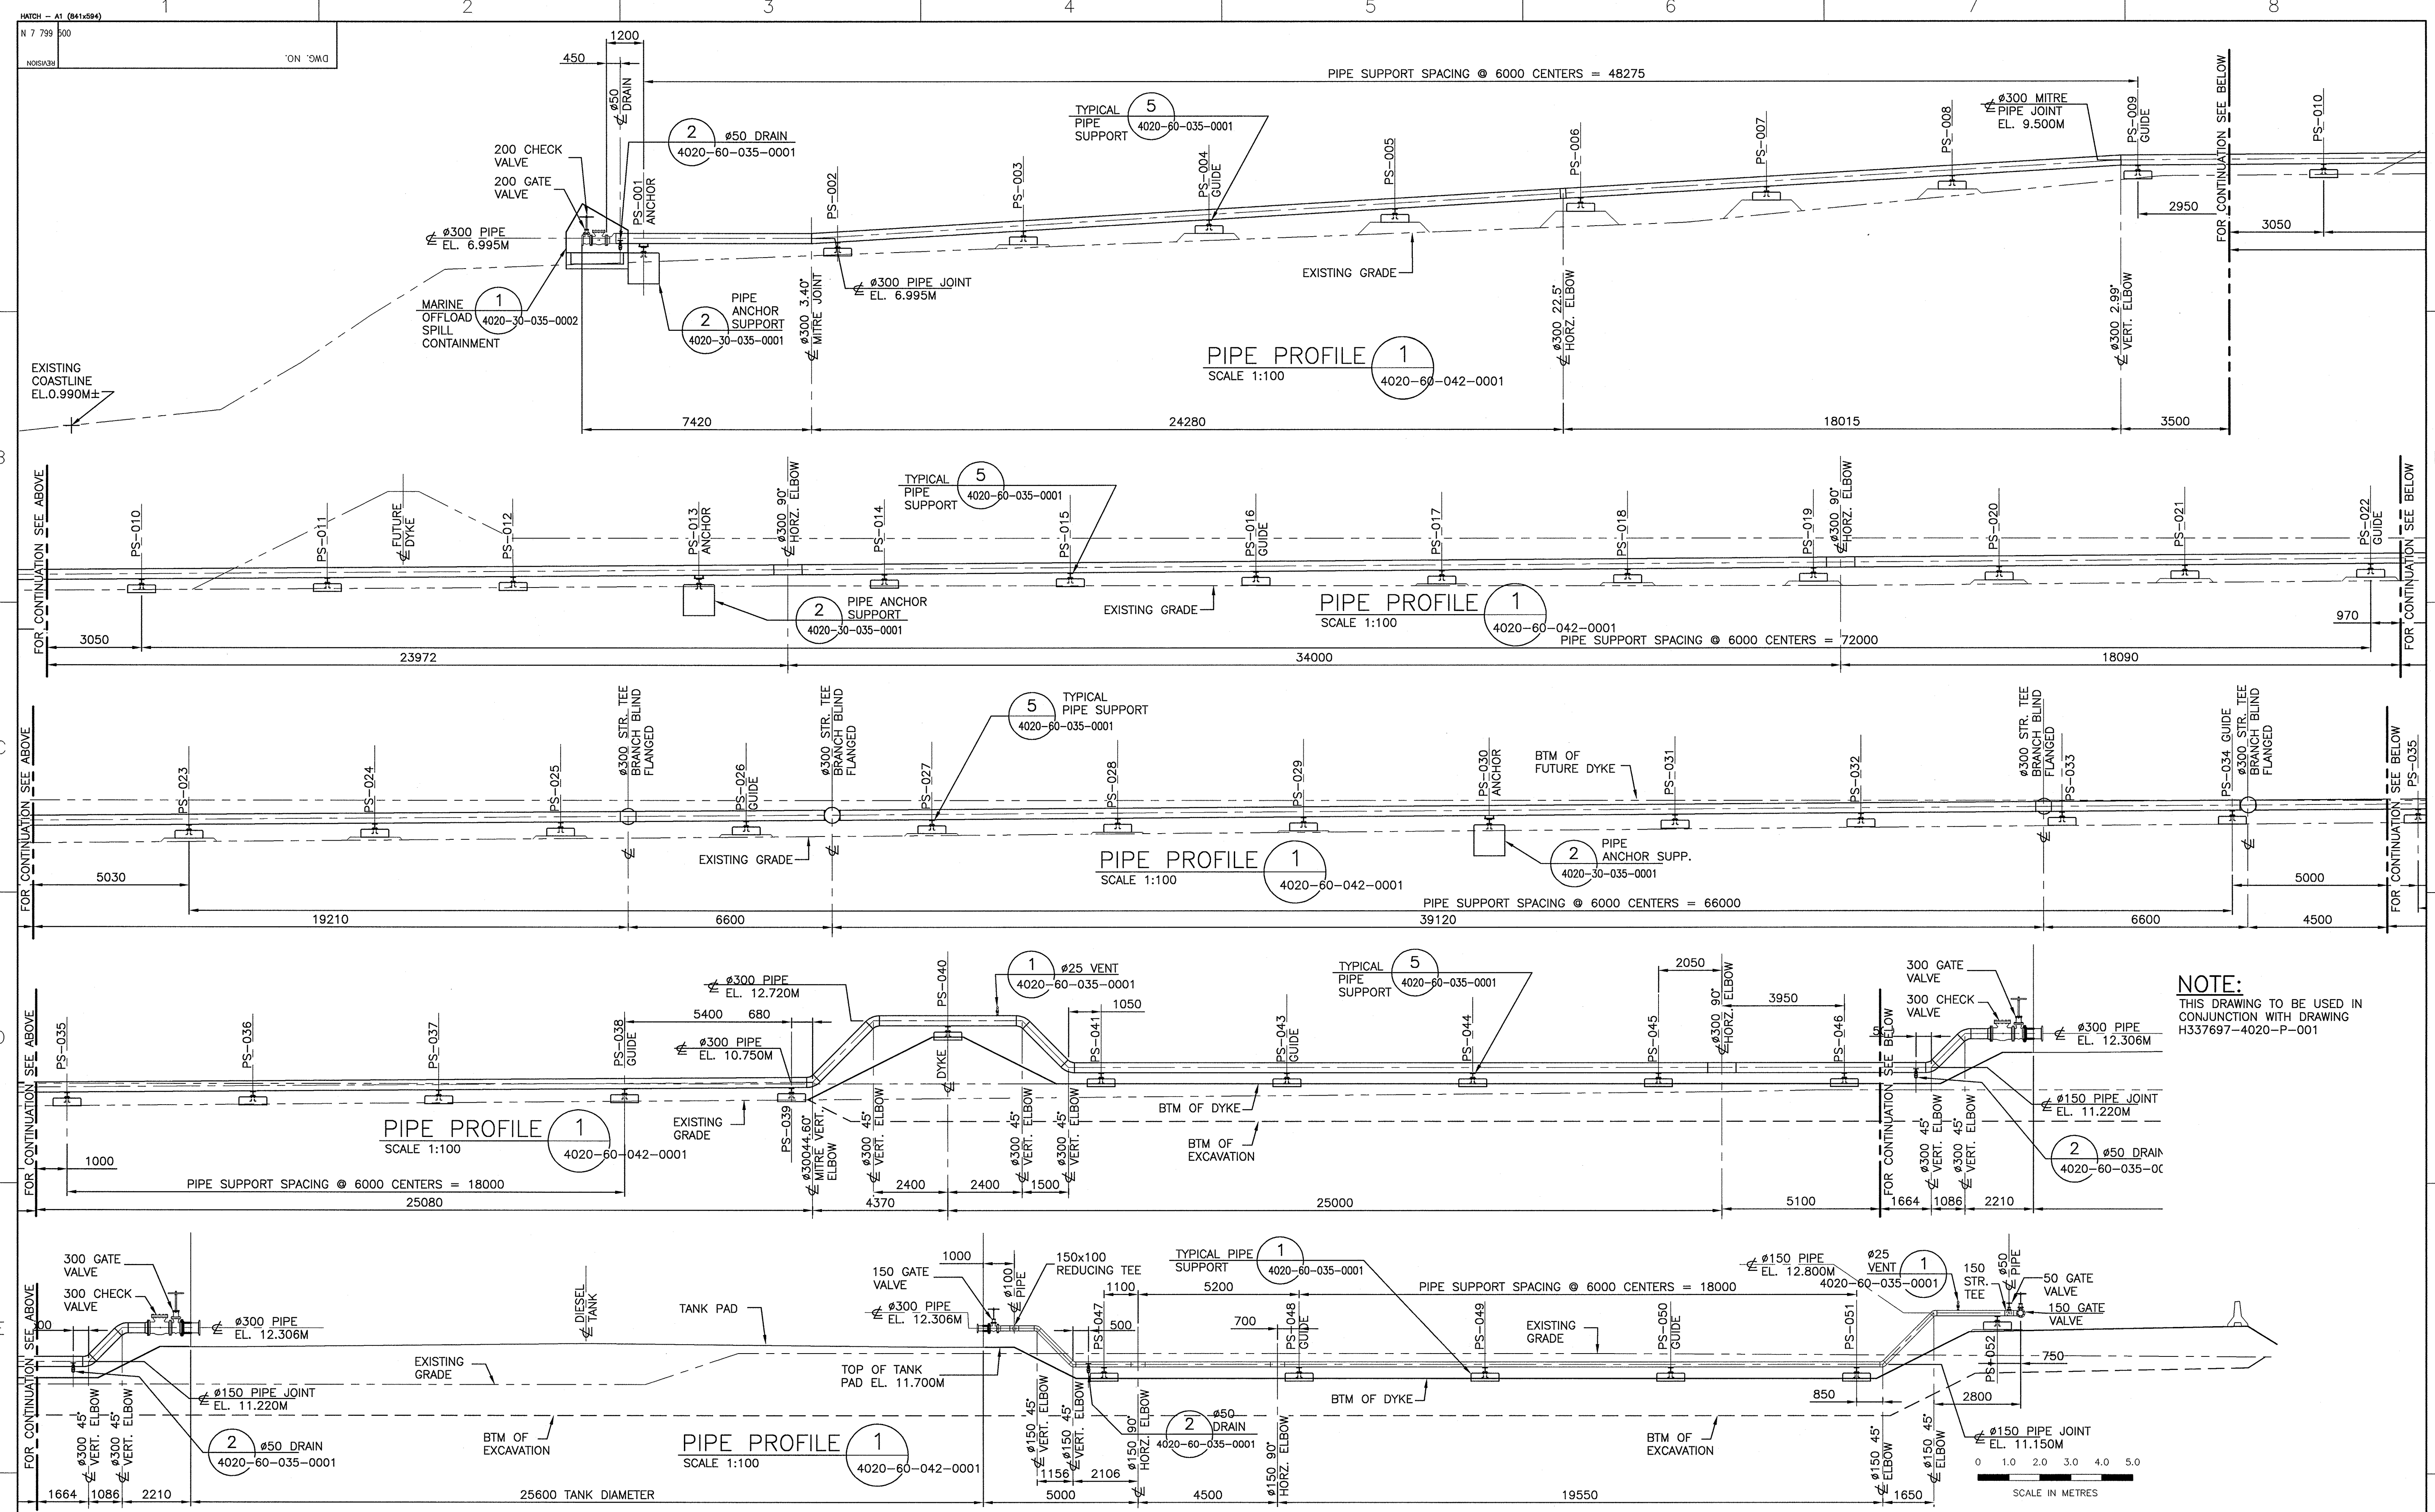 HATCH - A1 (841x594)
1
2
3
4
5
6
7
8
N 7 799 500
REVISION
DWG. NO.
1200
450
ø50
DRAIN
PIPE SUPPORT SPACING @ 6000 CENTERS = 48275
2
ø50 DRAIN
4020-60-035-0001
TYPICAL
PIPE
SUPPORT
5
4020-60-035-0001
ø300 MITRE
PIPE JOINT
EL. 9.500M
200 CHECK
VALVE
200 GATE
VALVE
PS-001
ANCHOR
PS-002
PS-003
PS-004
GUIDE
PS-005
PS-006
PS-007
PS-008
PS-009
GUIDE
PS-010
FOR CONTINUATION SEE BELOW
2950
3050
ø300 PIPE
EL. 6.995M
ø300 PIPE JOINT
EL. 6.995M
EXISTING GRADE
MARINE
OFFLOAD
SPILL
CONTAINMENT
1
4020-30-035-0002
2
PIPE
ANCHOR
SUPPORT
4020-30-035-0001
ø300 3.40°
MITRE JOINT
ø300 22.5°
HORZ. ELBOW
ø300 2.99°
VERT. ELBOW
PIPE PROFILE
SCALE 1:100
1
4020-60-042-0001
EXISTING
COASTLINE
EL.0.990M±
7420
24280
18015
3500
B
FOR CONTINUATION SEE ABOVE
PS-010
PS-011
FUTURE
DYKE
PS-012
PS-013
ANCHOR
ø300 90°
HORZ. ELBOW
PS-014
TYPICAL
PIPE
SUPPORT
5
4020-60-035-0001
PS-015
PS-016
GUIDE
PS-017
PS-018
PS-019
ø300 90°
HORZ. ELBOW
PS-020
PS-021
PS-022
GUIDE
FOR CONTINUATION SEE BELOW
2
PIPE ANCHOR
SUPPORT
4020-30-035-0001
EXISTING GRADE
PIPE PROFILE
SCALE 1:100
1
4020-60-042-0001
970
3050
PIPE SUPPORT SPACING @ 6000 CENTERS = 72000
23972
34000
18090
C
FOR CONTINUATION SEE ABOVE
PS-023
PS-024
PS-025
ø300 STR. TEE
BRANCH BLIND
FLANGED
PS-026
GUIDE
ø300 STR. TEE
BRANCH BLIND
FLANGED
PS-027
5
TYPICAL
PIPE SUPPORT
4020-60-035-0001
PS-028
PS-029
PS-030
ANCHOR
BTM OF
FUTURE DYKE
PS-031
PS-032
ø300 STR. TEE
BRANCH BLIND
FLANGED
PS-033
PS-034 GUIDE
ø300 STR. TEE
BRANCH BLIND
FLANGED
FOR CONTINUATION SEE BELOW
PS-035
EXISTING GRADE
PIPE PROFILE
SCALE 1:100
1
4020-60-042-0001
2
PIPE
ANCHOR SUPP.
4020-30-035-0001
5030
5000
PIPE SUPPORT SPACING @ 6000 CENTERS = 66000
19210
6600
39120
6600
4500
D
FOR CONTINUATION SEE ABOVE
PS-035
PS-036
PS-037
PS-038
GUIDE
5400
680
ø300 PIPE
EL. 12.720M
ø300 PIPE
EL. 10.750M
PS-040
1
ø25 VENT
4020-60-035-0001
1050
PS-041
TYPICAL
PIPE
SUPPORT
5
4020-60-035-0001
PS-043
GUIDE
PS-044
PS-045
2050
ø300 90°
HORZ. ELBOW
3950
PS-046
FOR CONTINUATION SEE BELOW
300 GATE
VALVE
300 CHECK
VALVE
ø300 PIPE
EL. 12.306M
NOTE:
THIS DRAWING TO BE USED IN
CONJUNCTION WITH DRAWING
H337697-4020-P-001
DYKE
BTM OF DYKE
BTM OF
EXCAVATION
EXISTING
GRADE
PIPE PROFILE
SCALE 1:100
1
4020-60-042-0001
PS-039
ø30044.60°
MITRE VERT.
ELBOW
ø300 45°
VERT. ELBOW
ø300 45°
VERT. ELBOW
ø300 45°
VERT. ELBOW
ø300 45°
VERT. ELBOW
ø300 45°
VERT. ELBOW
ø150 PIPE JOINT
EL. 11.220M
2
ø50 DRAIN
4020-60-035-00
1000
PIPE SUPPORT SPACING @ 6000 CENTERS = 18000
25080
2400
2400
1500
4370
25000
5100
1664
1086
2210
E
FOR CONTINUATION SEE ABOVE
300 GATE
VALVE
300 CHECK
VALVE
ø300 PIPE
EL. 12.306M
DIESEL
TANK
TANK PAD
EXISTING
GRADE
ø150 PIPE JOINT
EL. 11.220M
ø300 45°
VERT. ELBOW
ø300 45°
VERT. ELBOW
2
ø50 DRAIN
4020-60-035-0001
BTM OF
EXCAVATION
PIPE PROFILE
SCALE 1:100
1
4020-60-042-0001
1000
150 GATE
VALVE
ø100
PIPE
150x100
REDUCING TEE
ø300 PIPE
EL. 12.306M
TOP OF TANK
PAD EL. 11.700M
TYPICAL PIPE
SUPPORT
1
4020-60-035-0001
1100
5200
PIPE SUPPORT SPACING @ 6000 CENTERS = 18000
500
700
PS-047
PS-048
GUIDE
PS-049
PS-050
GUIDE
PS-051
EXISTING
GRADE
ø150 PIPE
EL. 12.800M
ø25
VENT
1
4020-60-035-0001
150
STR.
TEE
ø50
PIPE
50 GATE
VALVE
150 GATE
VALVE
PS-052
750
850
2800
BTM OF DYKE
2
ø50
DRAIN
4020-60-035-0001
ø150 45°
VERT. ELBOW
ø150 45°
VERT. ELBOW
ø150 90°
HORZ. ELBOW
ø150 90°
HORZ. ELBOW
BTM OF
EXCAVATION
ø150 45°
ELBOW
ø150 45°
ELBOW
ø150 PIPE JOINT
EL. 11.150M
0 1.0 2.0 3.0 4.0 5.0
SCALE IN METRES
1156
2106
1664
1086
2210
25600 TANK DIAMETER
5000
4500
19550
1650